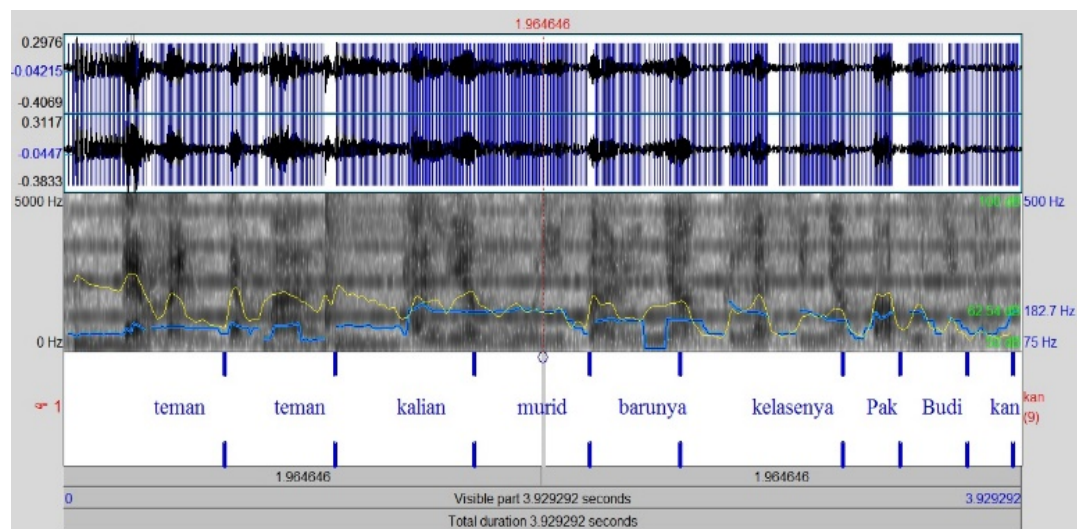 1.964646
0.2976
-0.04215
-0.4069
0.3117
-0.0447
-0.3833
5000 Hz
500 Hz
182.7 Hz
0 Hz
75 Hz
1
teman teman kalian murid barunya kelasenya Pak Budi kan
kan
(9)
1.964646 1.964646
0 Visible part 3.929292 seconds 3.929292
Total duration 3.929292 seconds